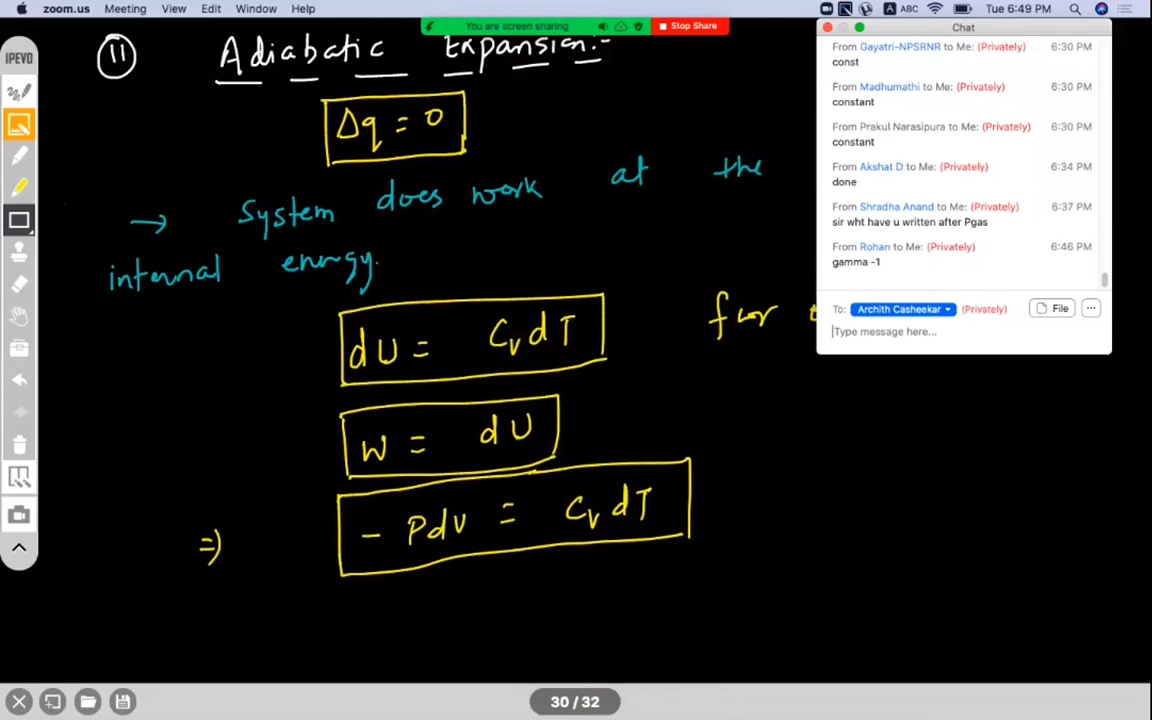 zoom.us Meeting View Edit Window Help
ABC Tue 6:49 PM
You are screen sharing Stop Share
IPEVO
11 Adiabatic Expansion:-
Δq = 0
→ System does work at the
internal energy.
dU = CvdT for
W = dU
⇒ - Pdv = CvdT
30 / 32
Chat
From Gayatri-NPSRNR to Me: (Privately) 6:30 PM
const
From Madhumathi to Me: (Privately) 6:30 PM
constant
From Prakul Narasipura to Me: (Privately) 6:30 PM
constant
From Akshat D to Me: (Privately) 6:34 PM
done
From Shradha Anand to Me: (Privately) 6:37 PM
sir wht have u written after Pgas
From Rohan to Me: (Privately) 6:46 PM
gamma -1
To: Archith Casheekar (Privately) File ...
Type message here...